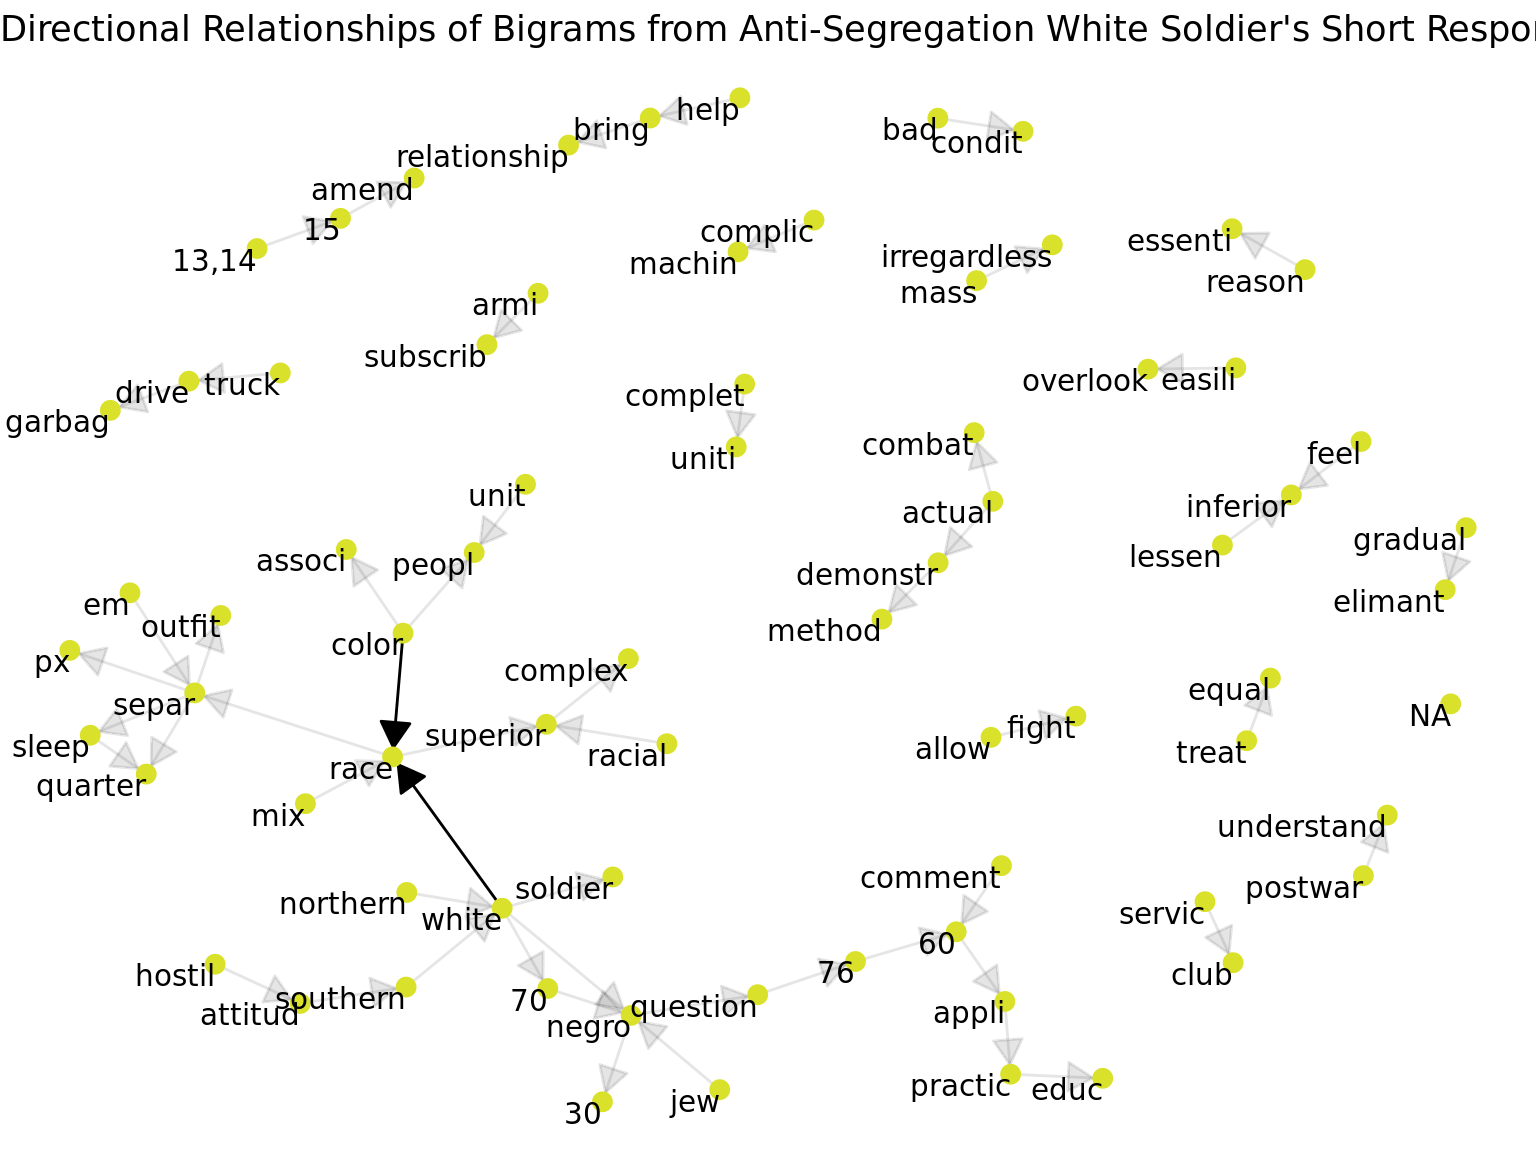 Directional Relationships of Bigrams from Anti-Segregation White Soldier's Short Respo
help
bring
bad
condit
relationship
amend
15
13,14
complic
machin
irregardless
mass
essenti
reason
armi
subscrib
truck
drive
garbag
complet
uniti
overlook
easili
combat
actual
demonstr
method
feel
inferior
lessen
gradual
elimant
unit
associ
peopl
color
em
outfit
px
separ
sleep
quarter
complex
superior
racial
race
mix
equal
treat
NA
allow
fight
understand
postwar
soldier
northern
white
hostil
attitud
southern
70
negro
question
76
60
comment
servic
club
appli
practic
educ
30
jew